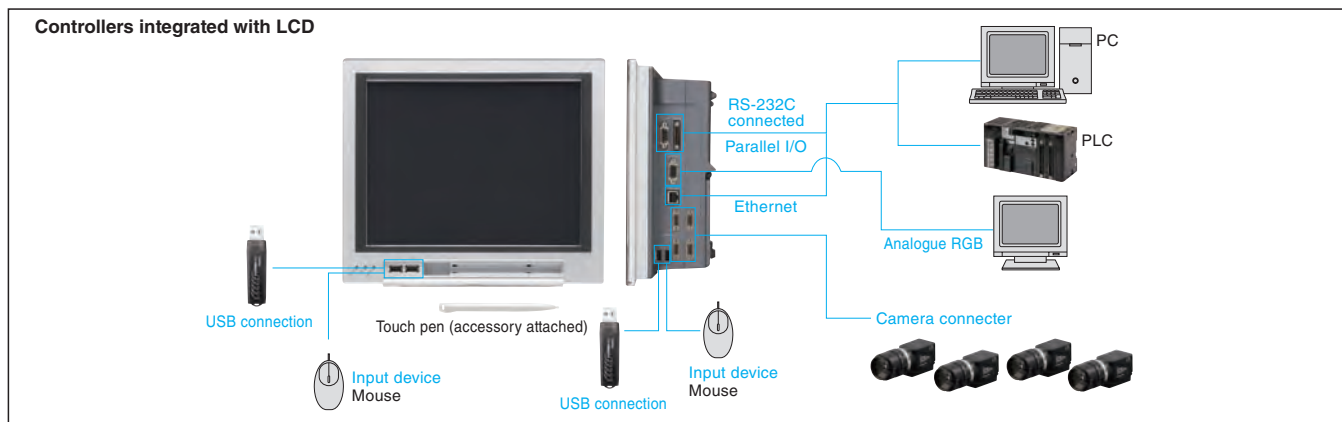 Controllers integrated with LCD
PC
RS-232C
connected
Parallel I/O
PLC
Ethernet
Analogue RGB
USB connection
Touch pen (accessory attached)
Camera connecter
Input device
Mouse
Input device
Mouse
USB connection